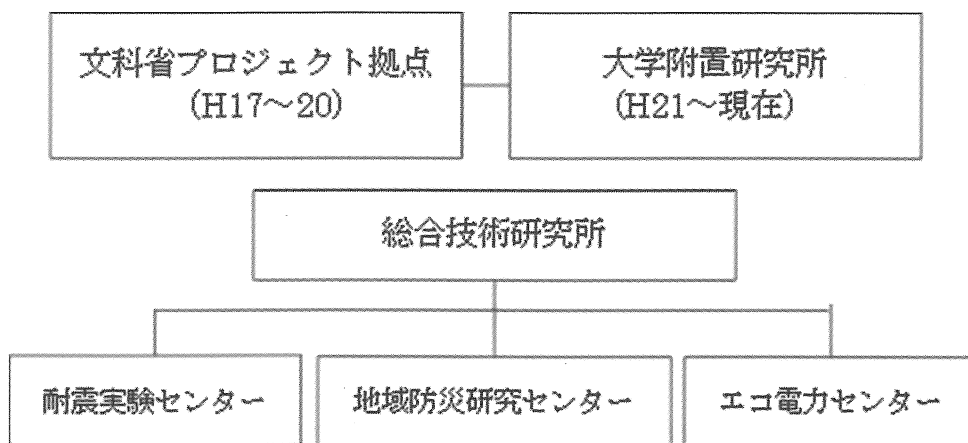 文科省プロジェクト拠点
(H17～20)
大学附置研究所
(H21～現在)
総合技術研究所
耐震実験センター
地域防災研究センター
エコ電力センター